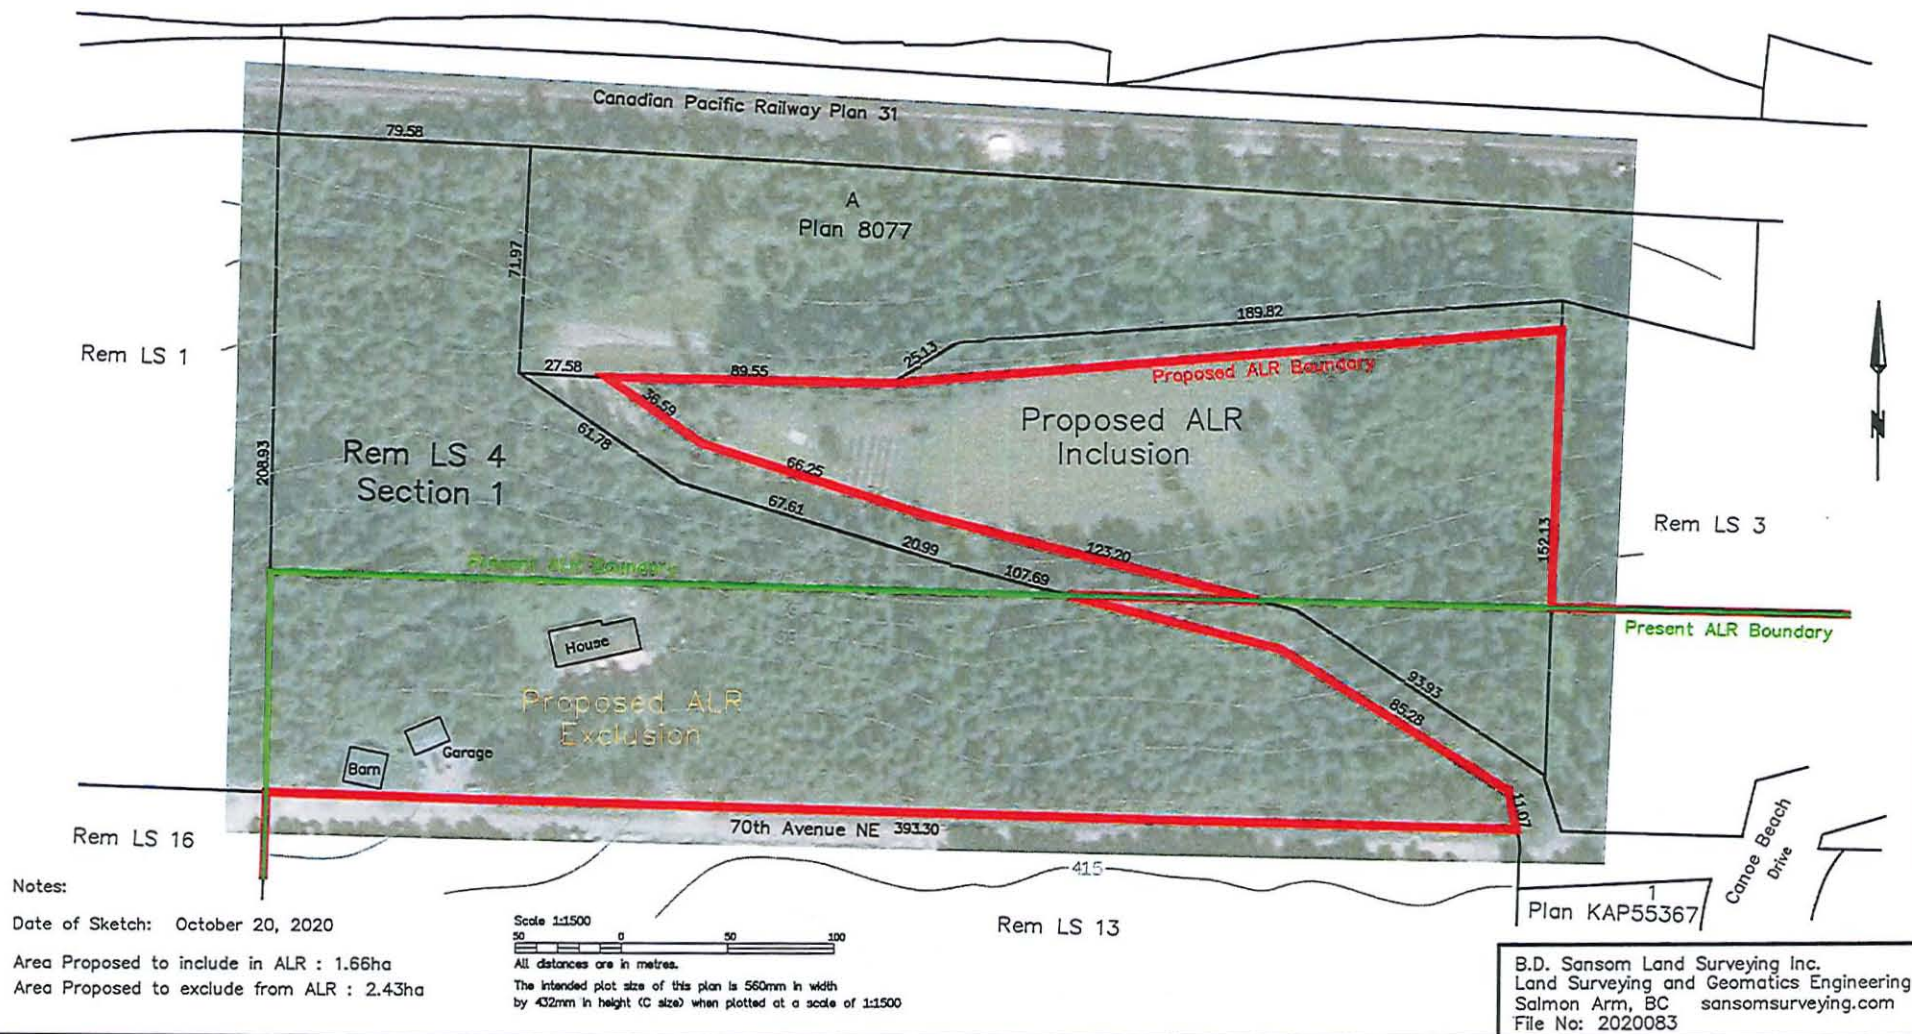 Canadian Pacific Railway Plan 31
79.58
A
Plan 8077
71.97
189.82
25.13
Rem LS 1
27.58
89.55
Proposed ALR Boundary
36.59
Proposed ALR
Inclusion
61.78
Rem LS 4
Section 1
208.93
66.25
67.61
Rem LS 3
N
20.99
123.20
152.13
107.69
Present ALR Boundary
Present ALR Boundary
House
93.93
85.28
Proposed ALR
Exclusion
Garage
Barn
11.07
70th Avenue NE 393.30
Rem LS 16
Canoe Beach
Drive
415
1
Plan KAP55367
Rem LS 13
Notes:
Date of Sketch: October 20, 2020
Area Proposed to include in ALR : 1.66ha
Area Proposed to exclude from ALR : 2.43ha
Scale 1:1500
50 0 50 100
All distances are in metres.
The intended plot size of this plan is 560mm in width
by 432mm in height (C size) when plotted at a scale of 1:1500
B.D. Sansom Land Surveying Inc.
Land Surveying and Geomatics Engineering
Salmon Arm, BC sansomsurveying.com
File No: 2020083